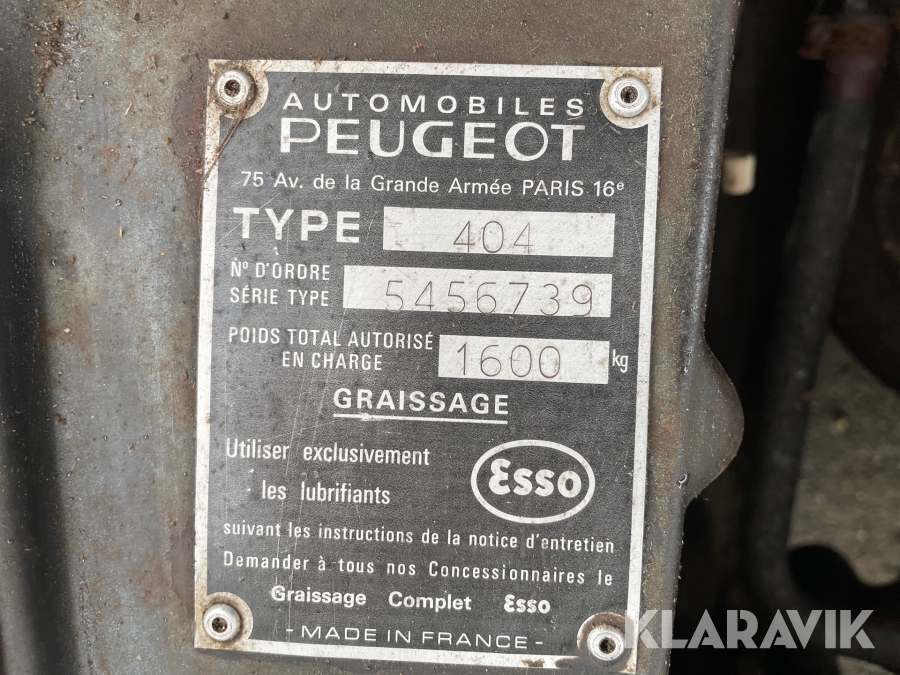 AUTOMOBILES
PEUGEOT
75 Av. de la Grande Armée PARIS 16e
TYPE 404
Nº D'ORDRE
SÉRIE TYPE 5456739
POIDS TOTAL AUTORISÉ
EN CHARGE 1600 kg
GRAISSAGE
Utiliser exclusivement
les lubrifiants Esso
suivant les instructions de la notice d'entretien
Demander à tous nos Concessionnaires le
Graissage Complet Esso
- MADE IN FRANCE -
KLARAVIK